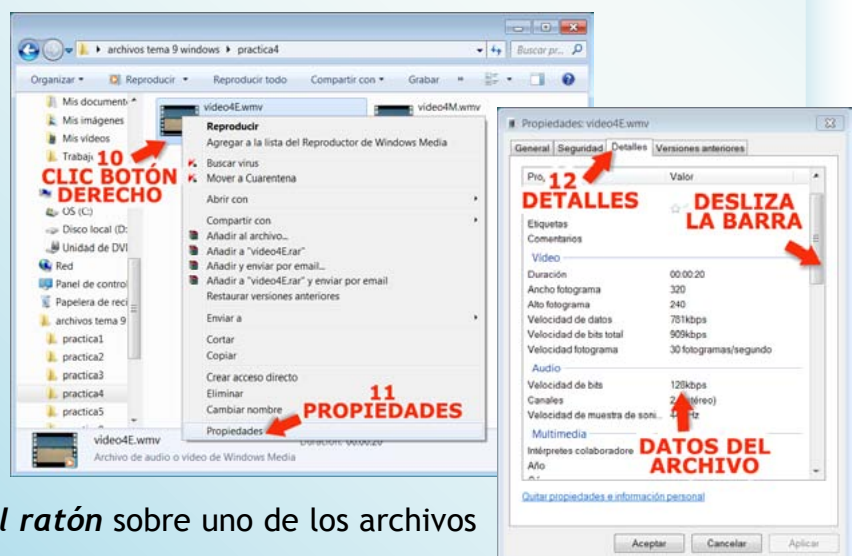 archivos tema 9 windows ▸ practica4
Buscar pr...
Organizar
Reproducir
Reproducir todo
Compartir con
Grabar
»
Mis document
Mis imágenes
Mis vídeos
Trabaj
OS (C:)
Disco local (D:
Unidad de DVI
Red
Panel de control
Papelera de reci
archivos tema 9
practica1
practica2
practica3
practica4
practica5
video4E.wmv
video4M.wmv
10
CLIC BOTÓN
DERECHO
Reproducir
Agregar a la lista del Reproductor de Windows Media
Buscar virus
Mover a Cuarentena
Abrir con
Compartir con
Añadir al archivo...
Añadir a "video4E.rar"
Añadir y enviar por email...
Añadir a "video4E.rar" y enviar por email
Restaurar versiones anteriores
Enviar a
Cortar
Copiar
Crear acceso directo
Eliminar
Cambiar nombre
Propiedades
11
PROPIEDADES
video4E.wmv
Duración: 00:00:20
Archivo de audio o vídeo de Windows Media
Propiedades: video4E.wmv
General Seguridad Detalles Versiones anteriores
Valor
12
DETALLES
DESLIZA
LA BARRA
Etiquetas
Comentarios
Vídeo
Duración 00:00:20
Ancho fotograma 320
Alto fotograma 240
Velocidad de datos 781kbps
Velocidad de bits total 909kbps
Velocidad fotograma 30 fotogramas/segundo
Audio
Velocidad de bits 128kbps
Canales
Velocidad de muestra de soni...
Multimedia
Intérpretes colaboradore
Año
DATOS DEL
ARCHIVO
Quitar propiedades e información personal
Aceptar Cancelar Aplicar
l ratón sobre uno de los archivos